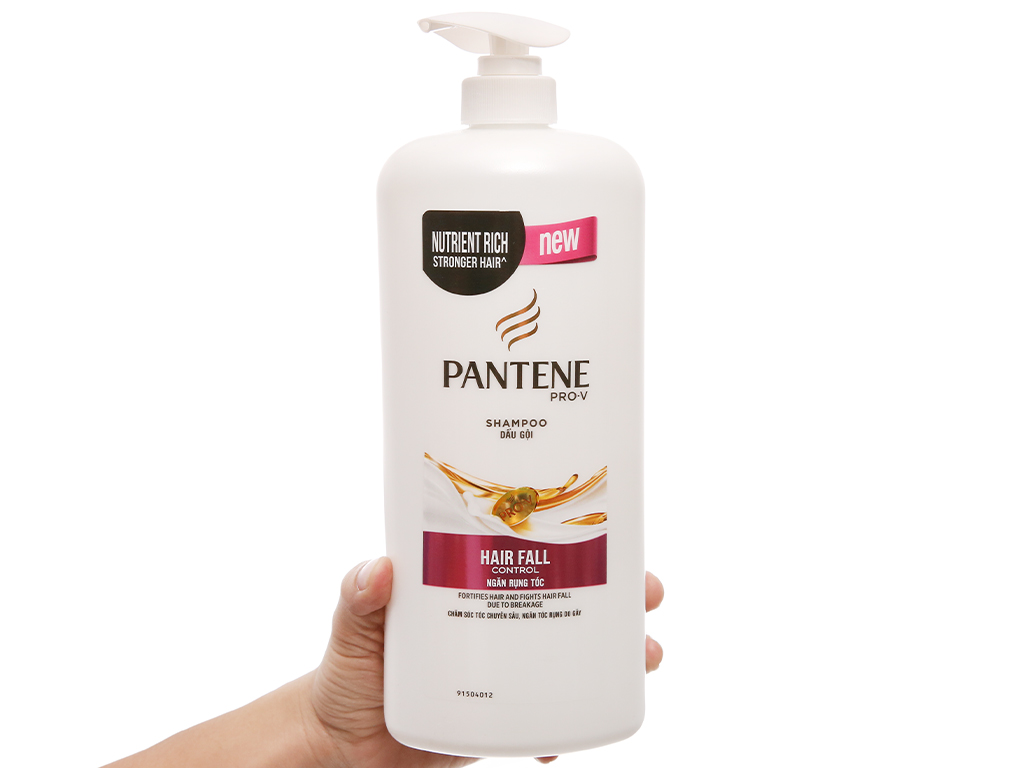 NUTRIENT RICH
STRONGER HAIR^
new
PANTENE
PRO-V
SHAMPOO
DẦU GỘI
PRO-V
HAIR FALL
CONTROL
NGĂN RỤNG TÓC
FORTIFIES HAIR AND FIGHTS HAIR FALL
DUE TO BREAKAGE
CHĂM SÓC TÓC CHUYÊN SÂU, NGĂN TÓC RỤNG DO GÃY
91504012